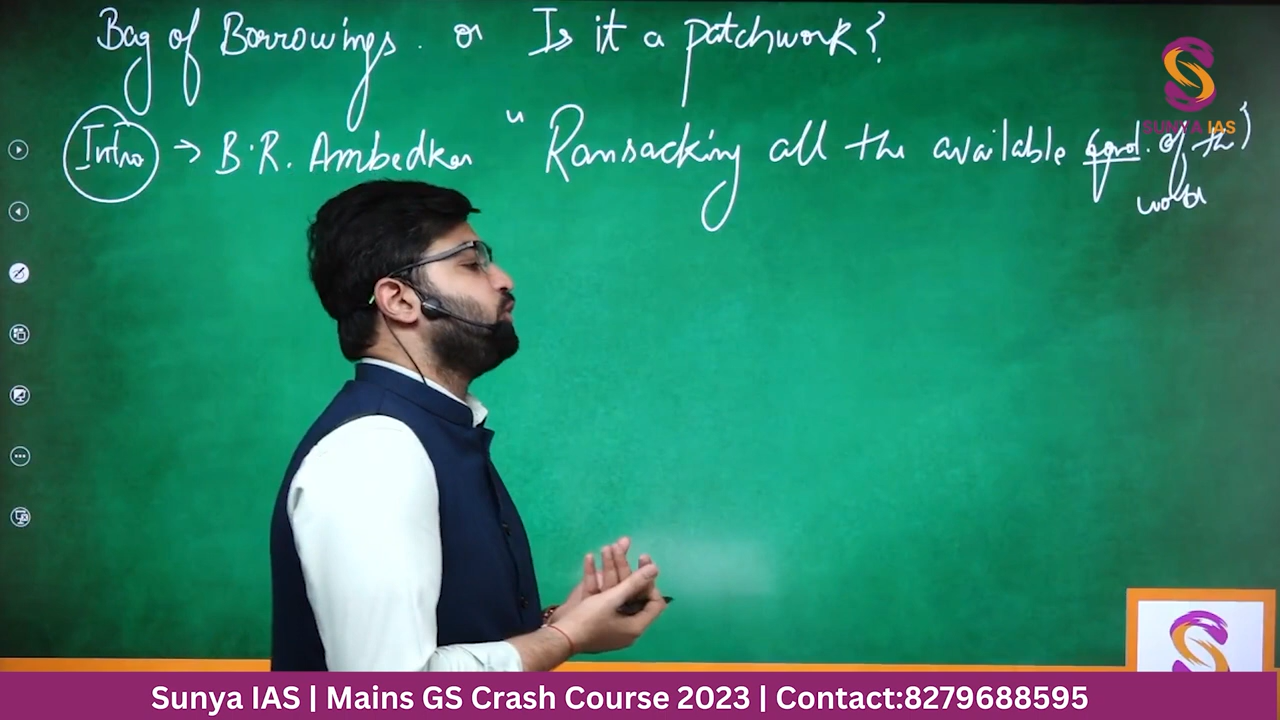 Bag of Borrowings. or Is it a patchwork?
Intro → B.R. Ambedkar "Ransacking all the available Govt. of the
world
SUNYA IAS
Sunya IAS | Mains GS Crash Course 2023 | Contact:8279688595